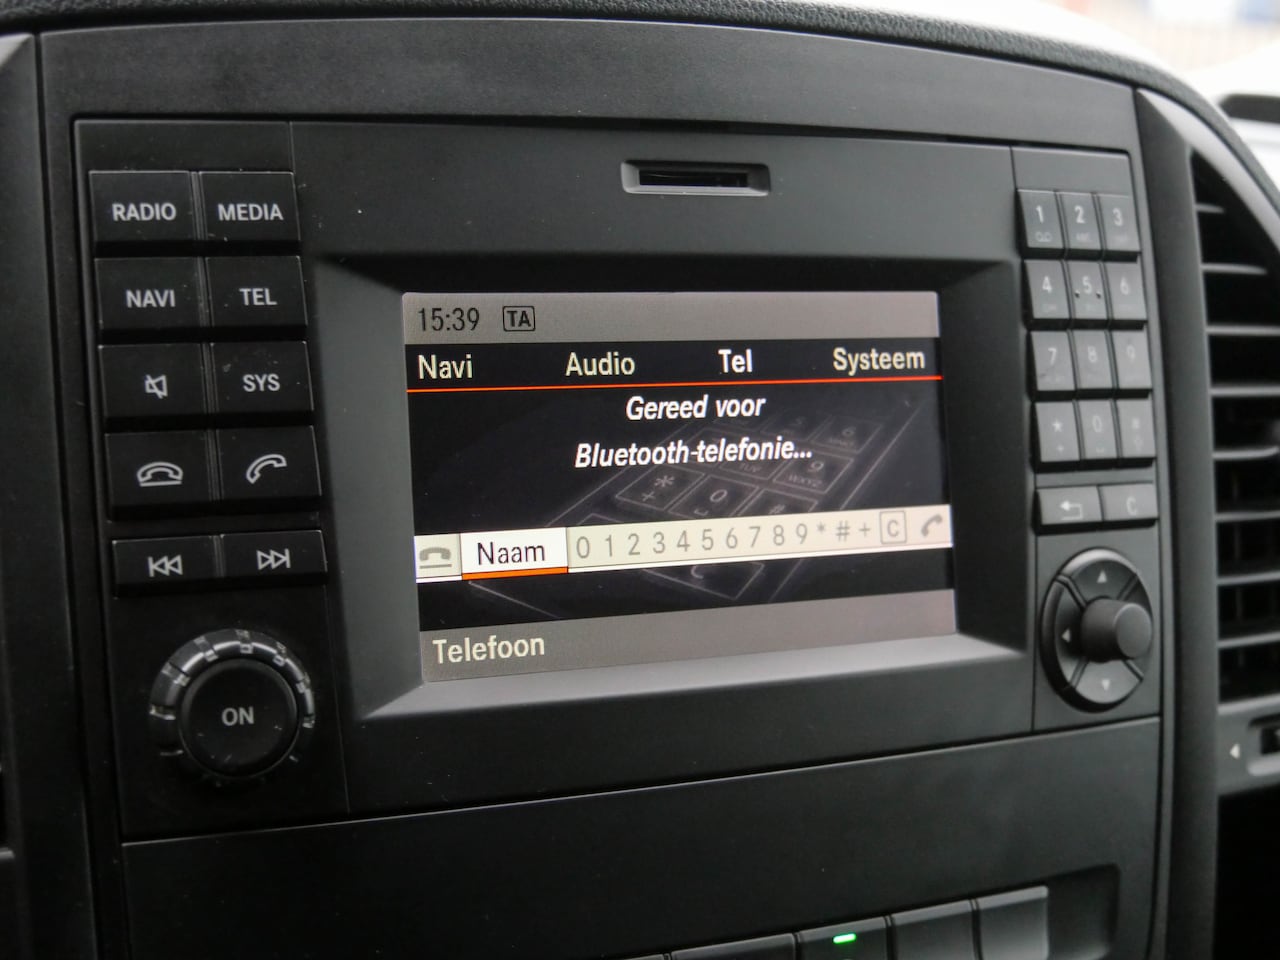 RADIO MEDIA
NAVI TEL
SYS
ON
15:39 TA
Navi Audio Tel Systeem
Gereed voor
Bluetooth-telefonie...
Naam 0 1 2 3 4 5 6 7 8 9 * # + C
Telefoon
1 2 3
4 5 6
7 8 9
* 0 #
C